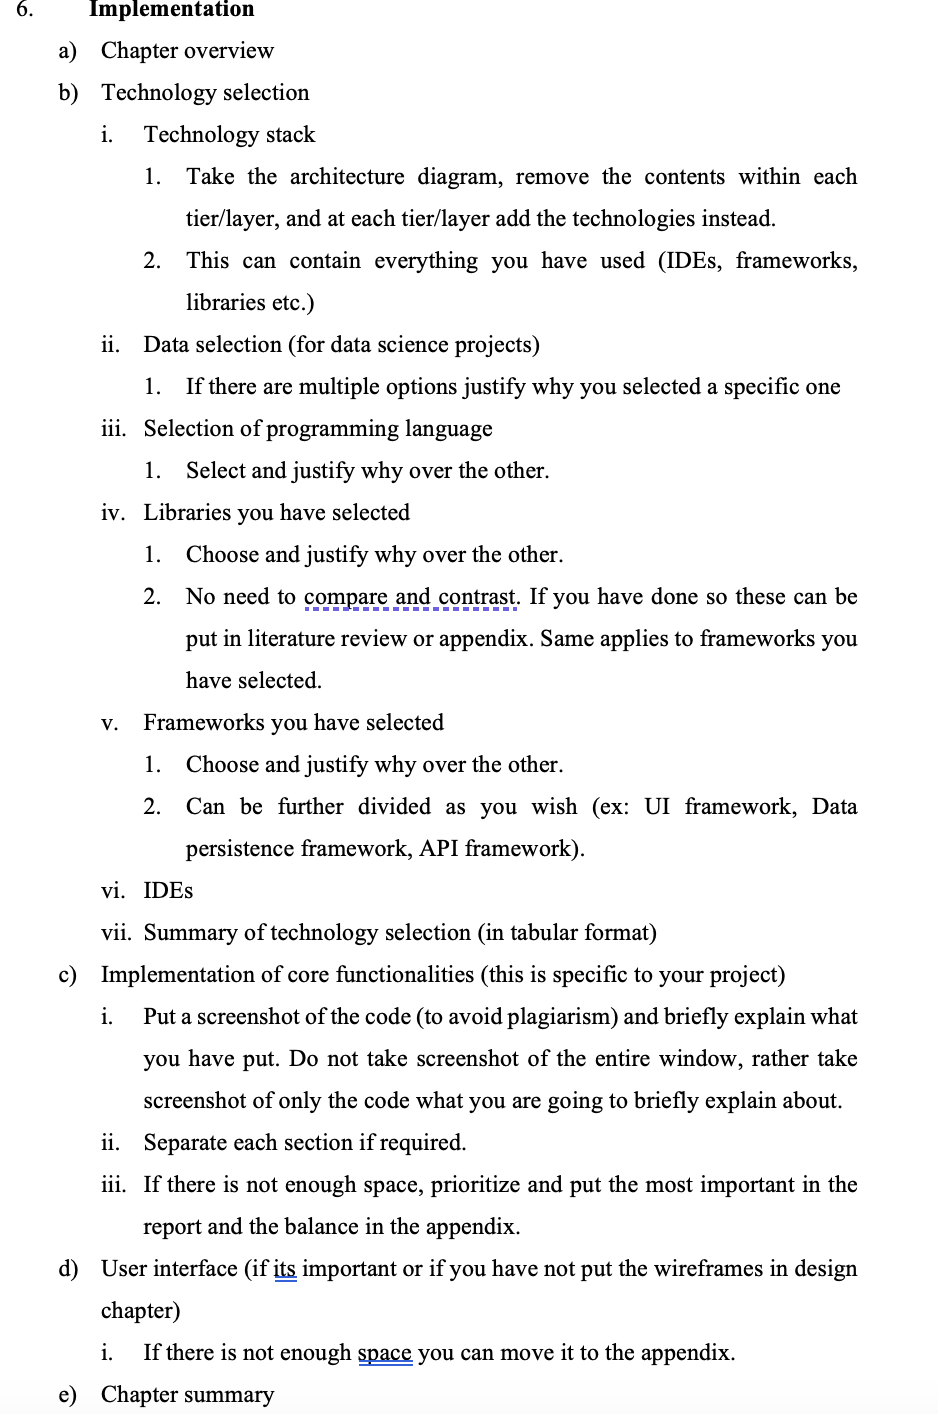 6. Implementation
a) Chapter overview
b) Technology selection
i. Technology stack
1. Take the architecture diagram, remove the contents within each
tier/layer, and at each tier/layer add the technologies instead.
2. This can contain everything you have used (IDEs, frameworks,
libraries etc.)
ii. Data selection (for data science projects)
1. If there are multiple options justify why you selected a specific one
iii. Selection of programming language
1. Select and justify why over the other.
iv. Libraries you have selected
1. Choose and justify why over the other.
2. No need to compare and contrast. If you have done so these can be
put in literature review or appendix. Same applies to frameworks you
have selected.
v. Frameworks you have selected
1. Choose and justify why over the other.
2. Can be further divided as you wish (ex: UI framework, Data
persistence framework, API framework).
vi. IDEs
vii. Summary of technology selection (in tabular format)
c) Implementation of core functionalities (this is specific to your project)
i. Put a screenshot of the code (to avoid plagiarism) and briefly explain what
you have put. Do not take screenshot of the entire window, rather take
screenshot of only the code what you are going to briefly explain about.
ii. Separate each section if required.
iii. If there is not enough space, prioritize and put the most important in the
report and the balance in the appendix.
d) User interface (if its important or if you have not put the wireframes in design
chapter)
i. If there is not enough space you can move it to the appendix.
e) Chapter summary